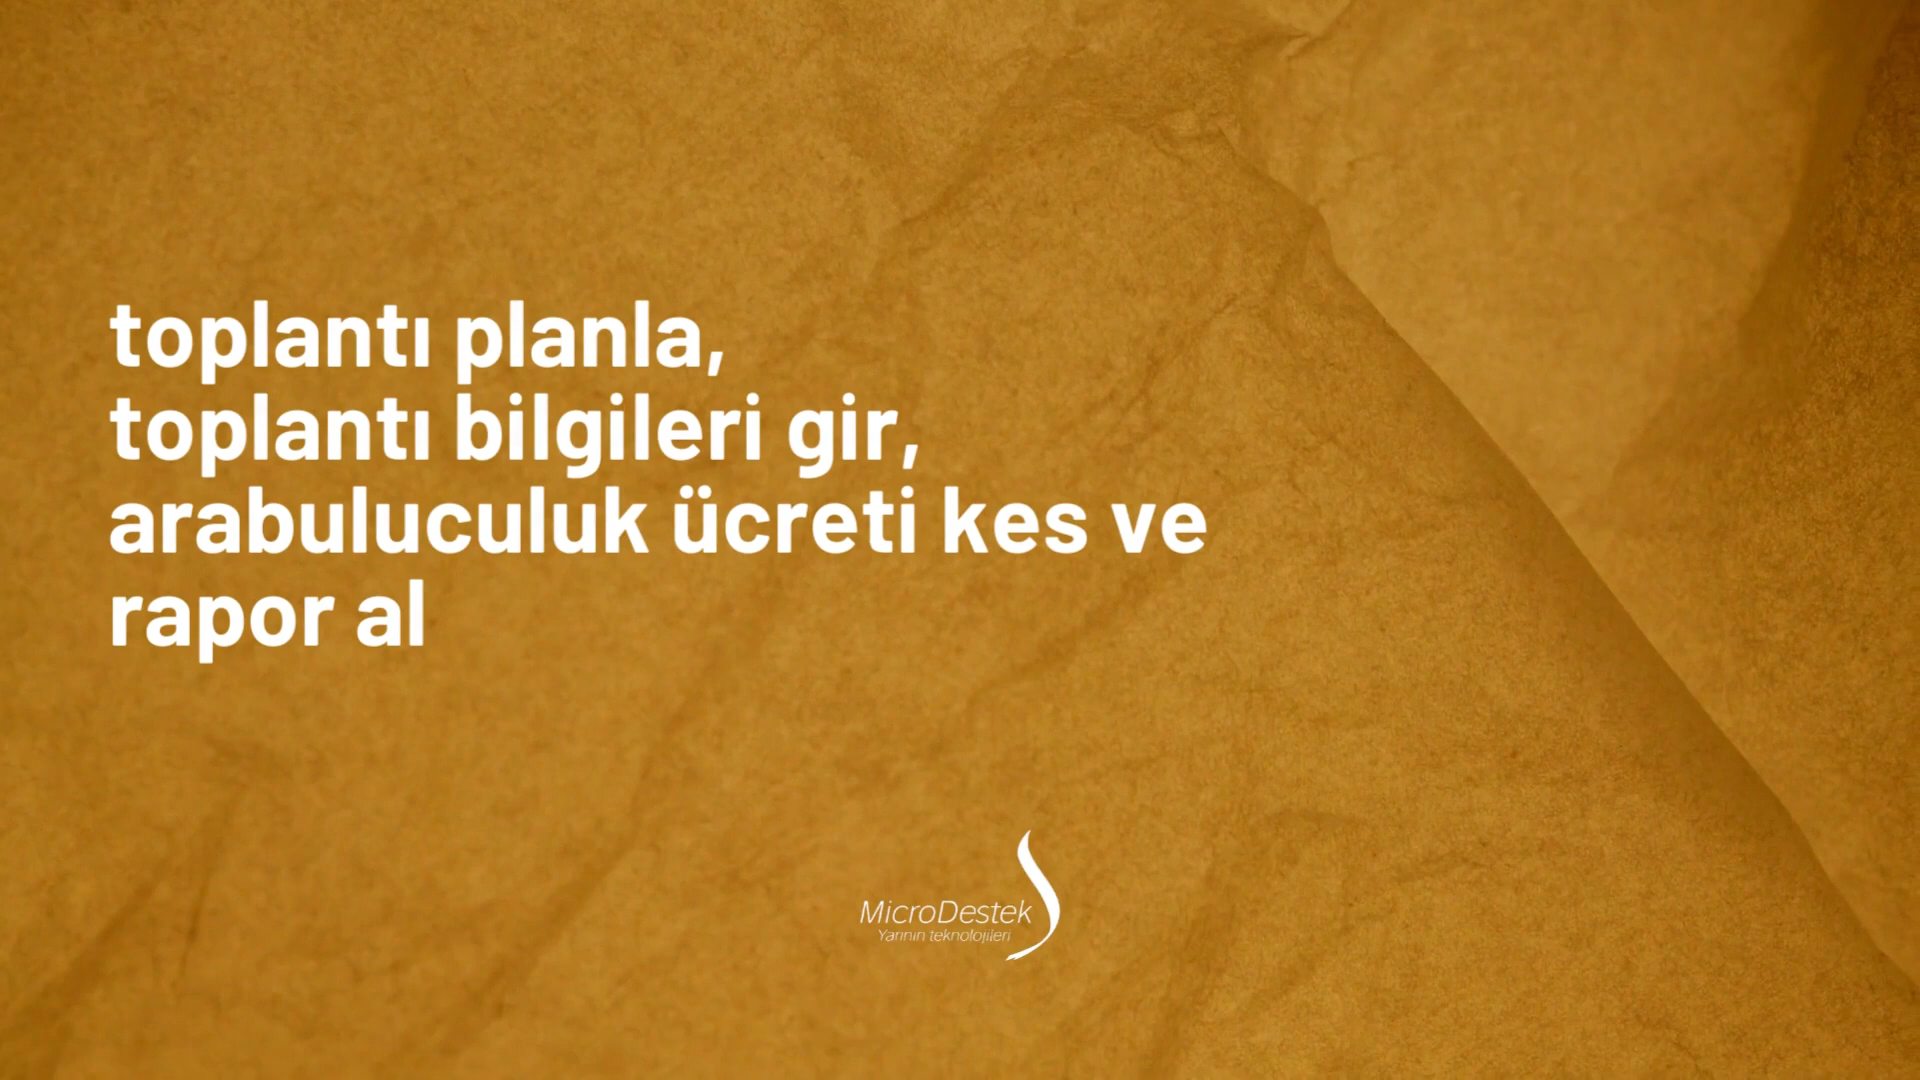 toplantı planla,
toplantı bilgileri gir,
arabuluculuk ücreti kes ve
rapor al
MicroDestek
Yarının teknolojileri